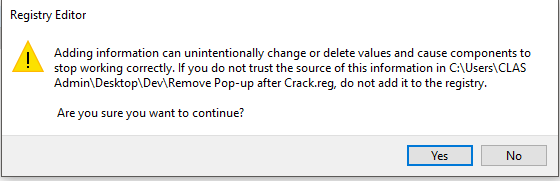 Registry Editor
Adding information can unintentionally change or delete values and cause components to
stop working correctly. If you do not trust the source of this information in C:\Users\CLAS
Admin\Desktop\Dev\Remove Pop-up after Crack.reg, do not add it to the registry.
Are you sure you want to continue?
Yes No